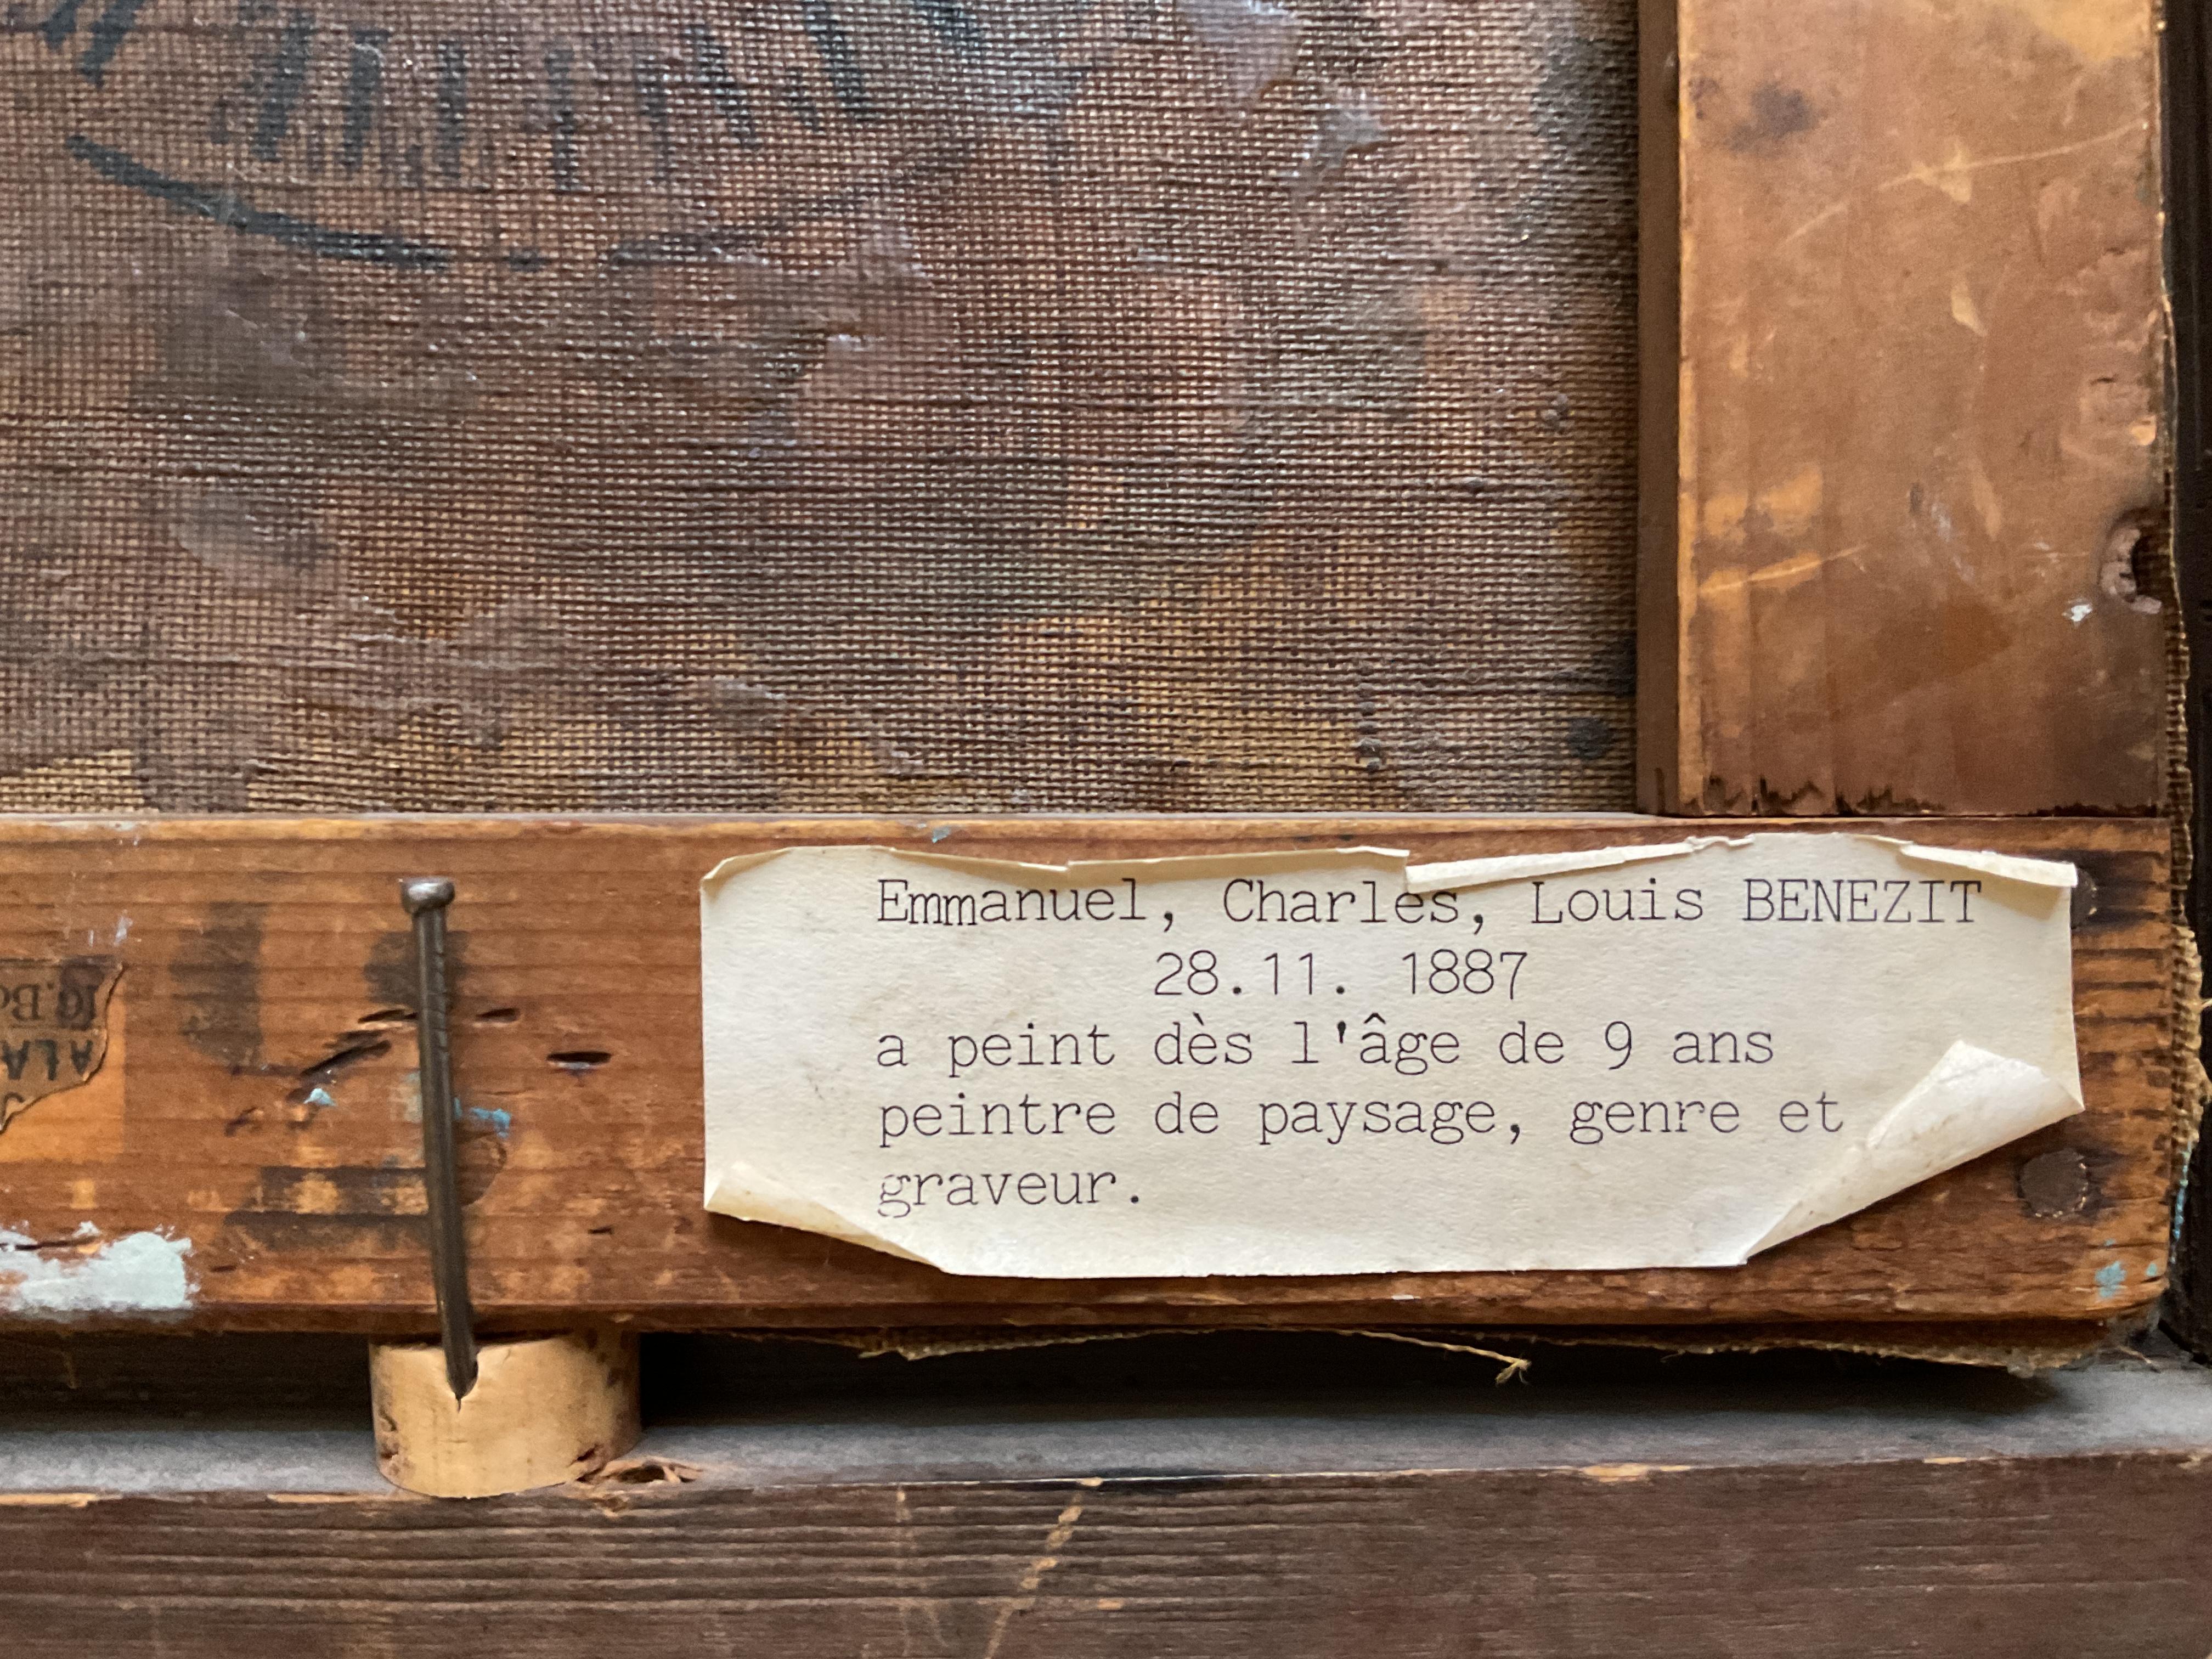 Emmanuel, Charles, Louis BENEZIT
28.11. 1887
a peint dès l'âge de 9 ans
peintre de paysage, genre et
graveur.